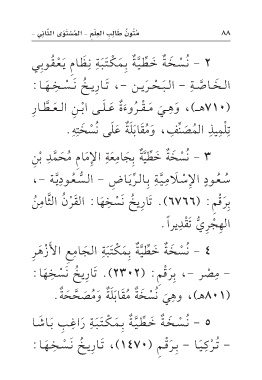 ٨٨ مُتُونُ طَالِبِ العِلْمِ - المُسْتَوَى الثَّانِي -
٢ - نُسْخَةٌ خَطِّيَّةٌ بِمَكْتَبَةِ نِظَامِ يَعْقُوبِي
الخَاصَّةِ - البَحْرَيْنِ -، تَارِيخُ نَسْخِهَا:
(٧١٠هـ)، وَهِيَ مَقْرُوءَةٌ عَلَى ابْنِ العَطَّارِ
تِلْمِيذِ المُصَنِّفِ، وَمُقَابَلَةٌ عَلَى نُسْخَتِهِ.
٣ - نُسْخَةٌ خَطِّيَّةٌ بِجَامِعَةِ الإِمَامِ مُحَمَّدِ بْنِ
سُعُودٍ الإِسْلَامِيَّةِ بِالرِّيَاضِ - السُّعُودِيَّةِ -،
بِرَقْمِ: (٦٧٦٦). تَارِيخُ نَسْخِهَا: القَرْنُ الثَّامِنُ
الهِجْرِيُّ تَقْدِيراً.
٤ - نُسْخَةٌ خَطِّيَّةٌ بِمَكْتَبَةِ الجَامِعِ الأَزْهَرِ
- مِصْرَ -، بِرَقْمِ: (٢٣٠٢). تَارِيخُ نَسْخِهَا:
(٨٠١هـ)، وهِيَ نُسْخَةٌ مُقَابَلَةٌ وَمُصَحَّحَةٌ.
٥ - نُسْخَةٌ خَطِّيَّةٌ بِمَكْتَبَةِ رَاغِبِ بَاشَا
- تُرْكِيَا - بِرَقْمِ (١٤٧٠)، تَارِيخُ نَسْخِهَا: